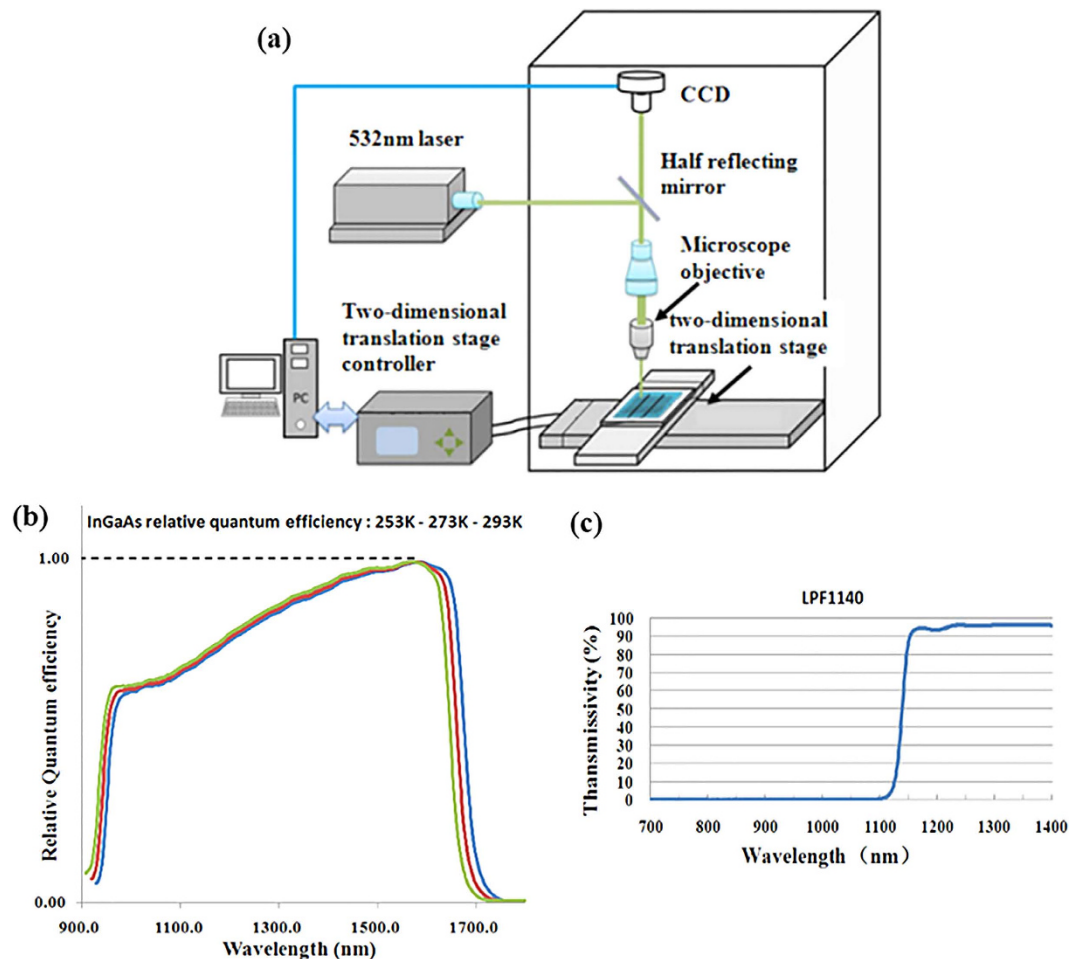 (a)
CCD
532nm laser
Half reflecting
mirror
Microscope
objective
Two-dimensional
translation stage
controller
two-dimensional
translation stage
PC
(b)
InGaAs relative quantum efficiency : 253K - 273K - 293K
1.00
Relative Quantum efficiency
0.00
900.0 1100.0 1300.0 1500.0 1700.0
Wavelength (nm)
(c)
LPF1140
Thansmissivity (%)
100
90
80
70
60
50
40
30
20
10
0
700 800 900 1000 1100 1200 1300 1400
Wavelength （nm）